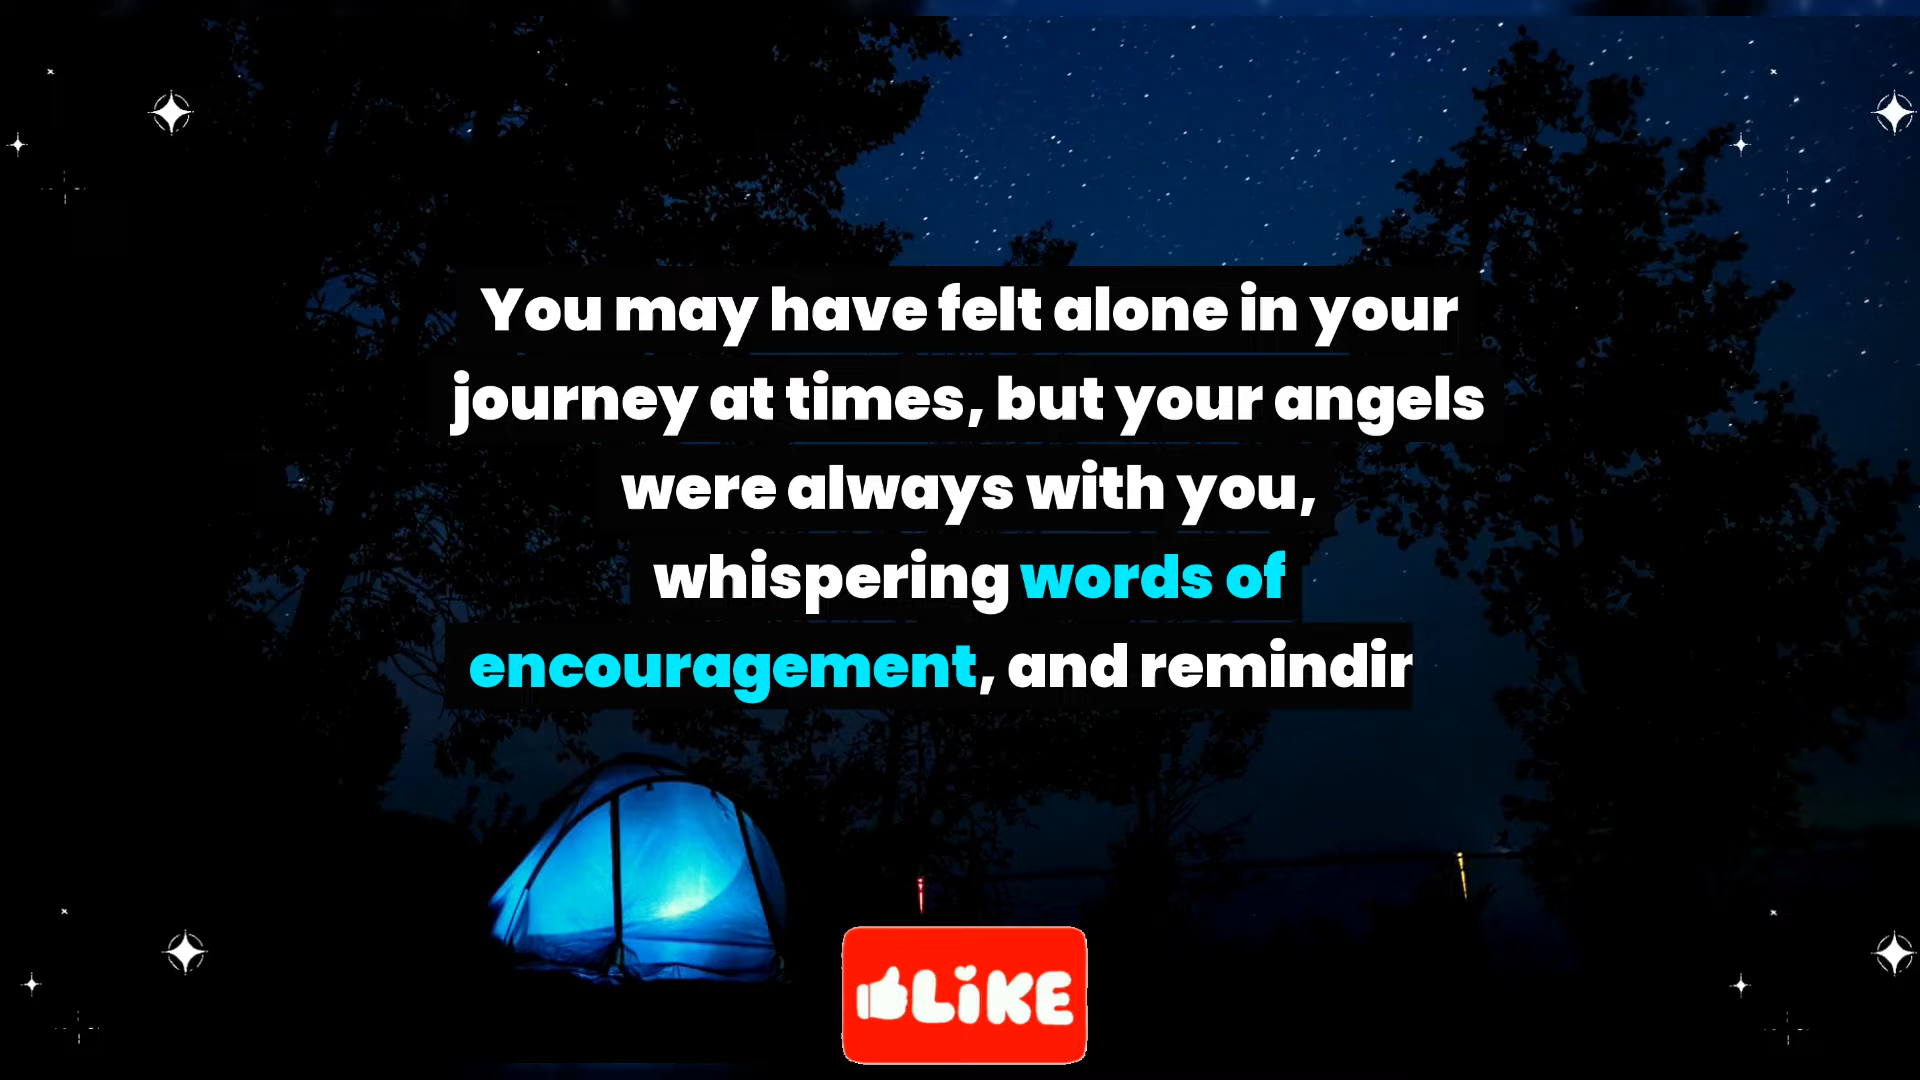 You may have felt alone in your
journey at times, but your angels
were always with you,
whispering words of
encouragement, and remindin
LIKE